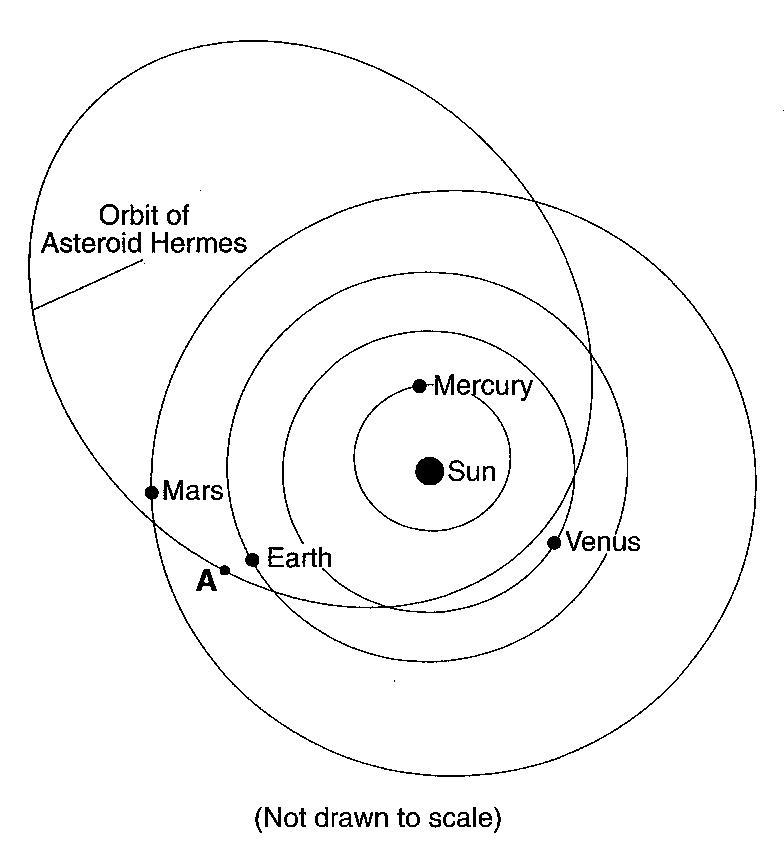 Orbit of
Asteroid Hermes
Mercury
Sun
Mars
Venus
Earth
A
(Not drawn to scale)